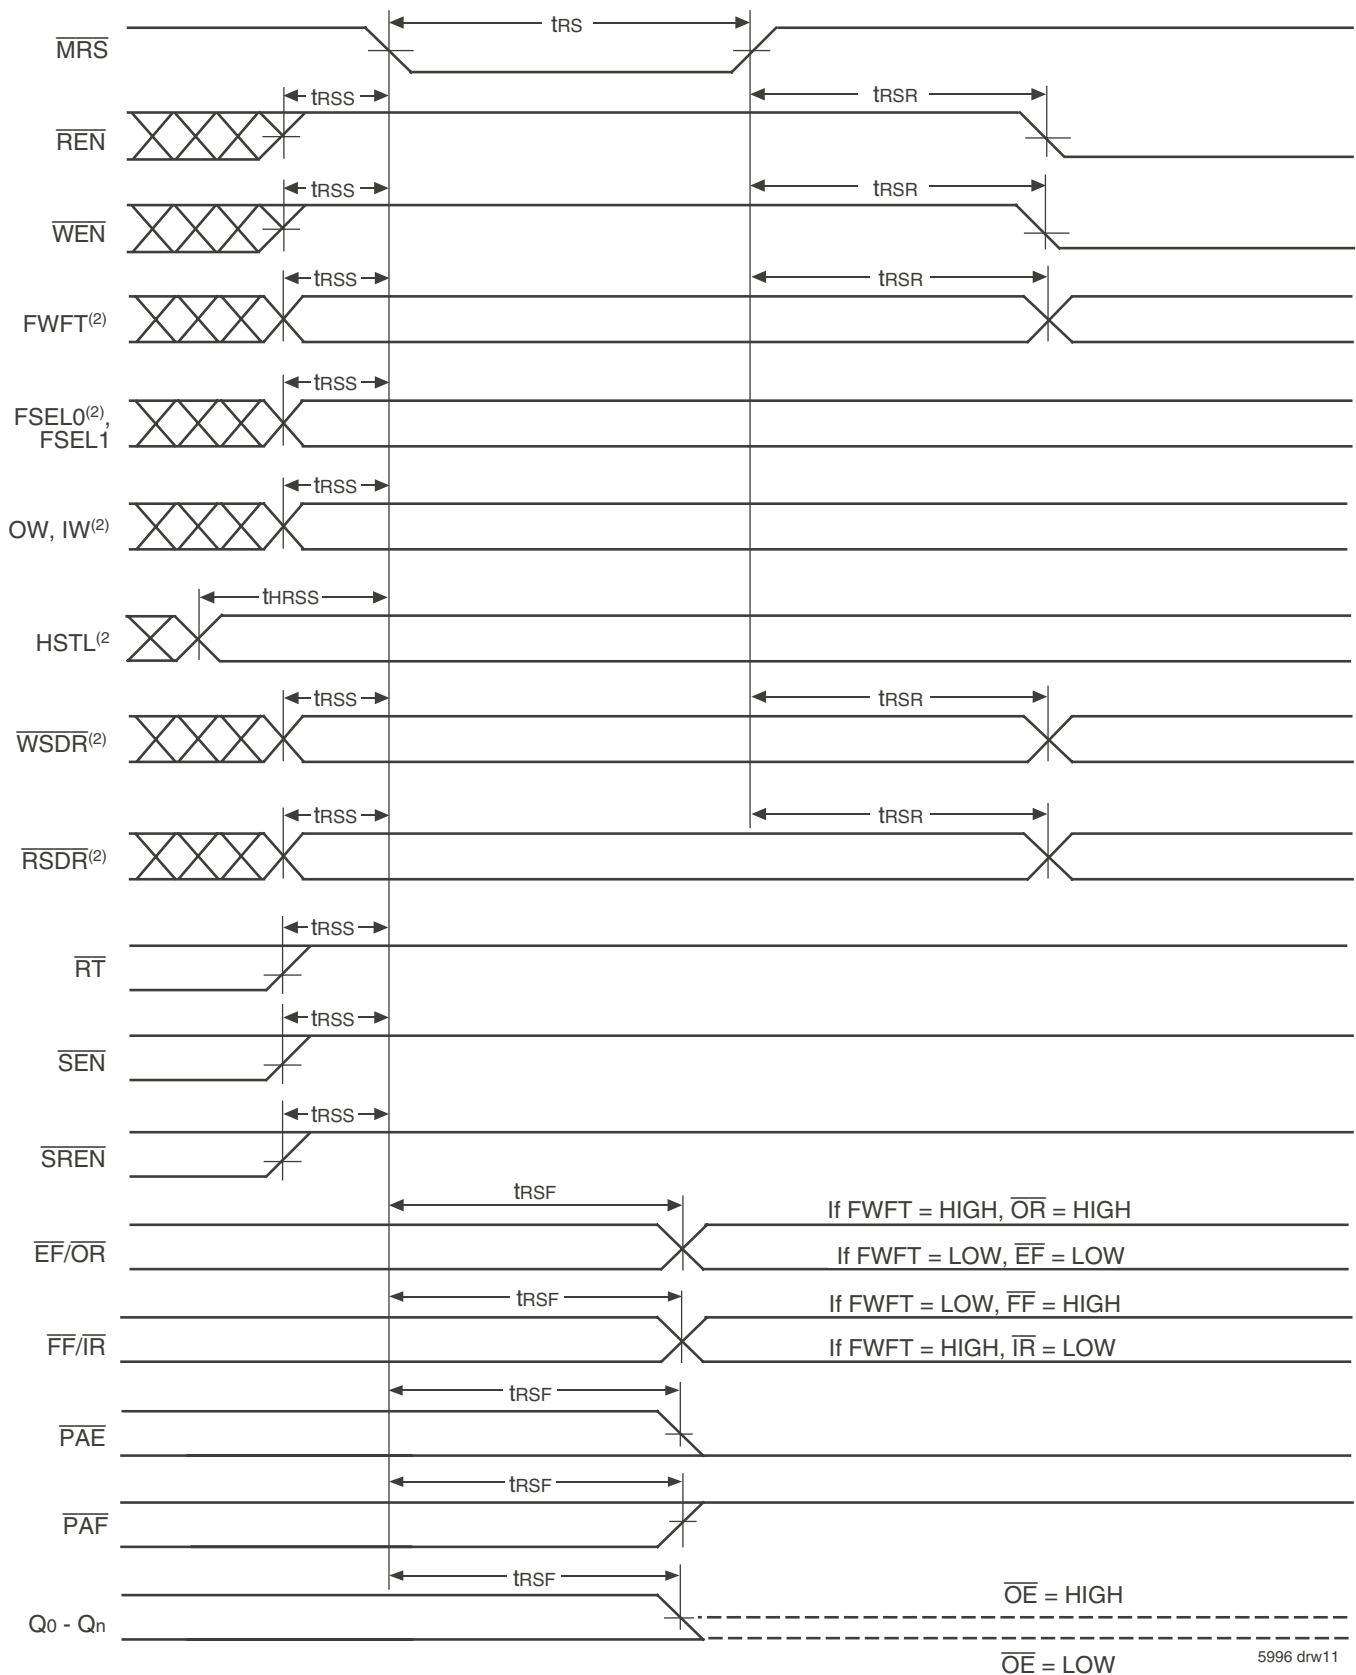 tRS
MRS
tRSS tRSR
REN
tRSS tRSR
WEN
tRSS tRSR
FWFT(2)
tRSS
FSEL0(2),
FSEL1
tRSS
OW, IW(2)
tHRSS
HSTL(2
tRSS tRSR
WSDR(2)
tRSS tRSR
RSDR(2)
tRSS
RT
tRSS
SEN
tRSS
SREN
tRSF If FWFT = HIGH, OR = HIGH
EF/OR If FWFT = LOW, EF = LOW
tRSF If FWFT = LOW, FF = HIGH
FF/IR If FWFT = HIGH, IR = LOW
tRSF
PAE
tRSF
PAF
tRSF
OE = HIGH
Q0 - Qn
OE = LOW
5996 drw11